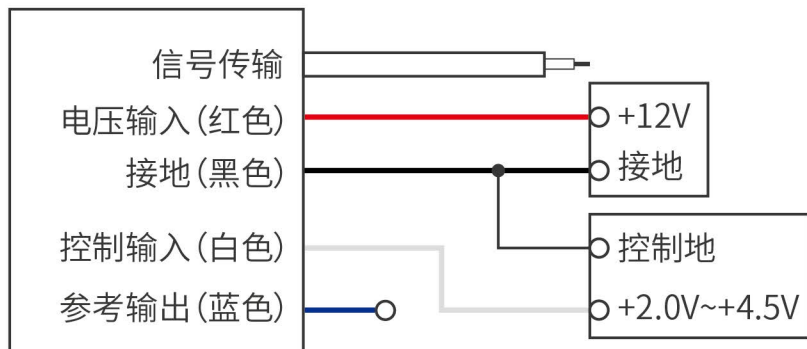 信号传输
电压输入(红色)
+12V
接地(黑色)
接地
控制输入(白色)
控制地
参考输出(蓝色)
+2.0V~+4.5V